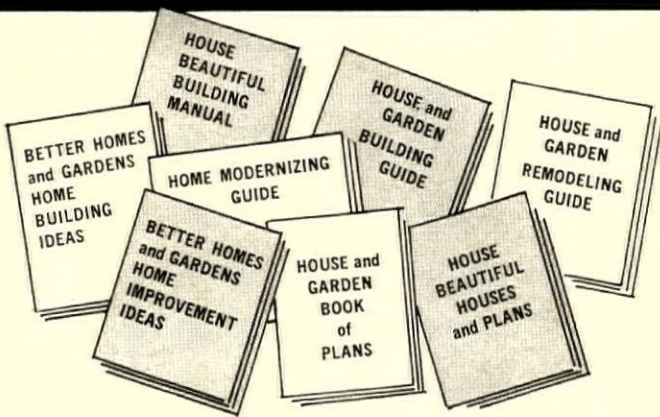 HOUSE
BEAUTIFUL
BUILDING
MANUAL
HOUSE and
GARDEN
BUILDING
GUIDE
HOUSE and
GARDEN
REMODELING
GUIDE
BETTER HOMES
and GARDENS
HOME
BUILDING
IDEAS
HOME MODERNIZING
GUIDE
BETTER HOMES
and GARDENS
HOME
IMPROVEMENT
IDEAS
HOUSE and
GARDEN
BOOK
of
PLANS
HOUSE
BEAUTIFUL
HOUSES
and PLANS